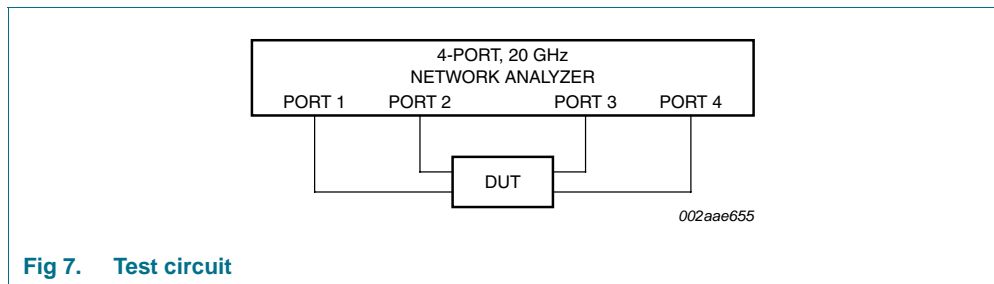 4-PORT, 20 GHz
NETWORK ANALYZER
PORT 1 PORT 2 PORT 3 PORT 4
DUT
002aae655
Fig 7. Test circuit